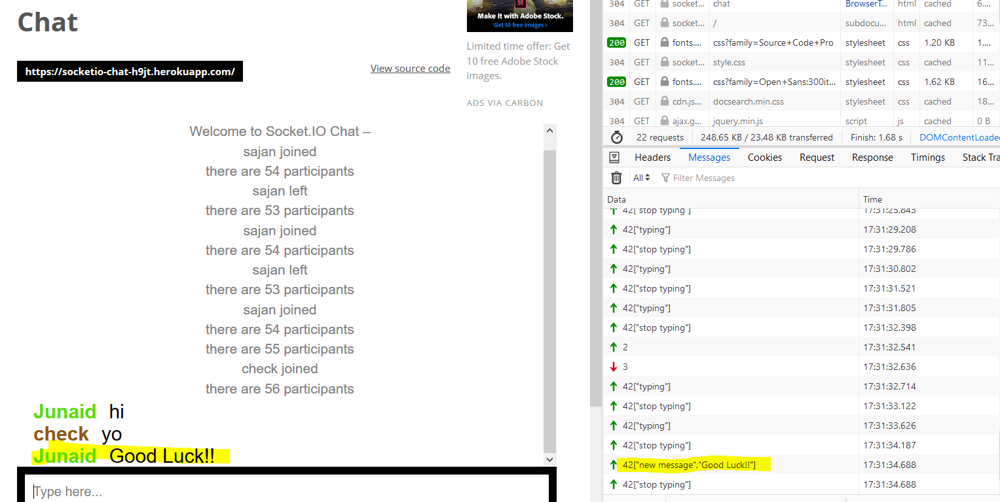 Chat
https://socketio-chat-h9jt.herokuapp.com/
View source code
St
Make it with Adobe Stock.
Get 10 free images ›
Limited time offer: Get
10 free Adobe Stock
images.
ADS VIA CARBON
Welcome to Socket.IO Chat –
sajan joined
there are 54 participants
sajan left
there are 53 participants
sajan joined
there are 54 participants
sajan left
there are 53 participants
sajan joined
there are 54 participants
there are 55 participants
check joined
there are 56 participants
Junaid hi
check yo
Junaid Good Luck!!
Type here...
304 GET socket... chat BrowserT... html cached 6....
304 GET socket... / subdocu... html cached 73...
200 GET fonts.... css?family=Source+Code+Pro stylesheet css 1.20 KB 1....
304 GET socket... style.css stylesheet css cached 11...
200 GET fonts.... css?family=Open+Sans:300it... stylesheet css 1.62 KB 16...
304 GET cdn.js... docsearch.min.css stylesheet css cached 18...
304 GET ajax.g... jquery.min.js script js cached 0 B
22 requests 248.65 KB / 23.48 KB transferred Finish: 1.68 s DOMContentLoaded
Headers Messages Cookies Request Response Timings Stack Tra
All Filter Messages
Data Time
42["stop typing"] 17:31:25.843
42["typing"] 17:31:29.208
42["stop typing"] 17:31:29.786
42["typing"] 17:31:30.802
42["stop typing"] 17:31:31.521
42["typing"] 17:31:31.805
42["stop typing"] 17:31:32.398
2 17:31:32.541
3 17:31:32.636
42["typing"] 17:31:32.714
42["stop typing"] 17:31:33.122
42["typing"] 17:31:33.626
42["stop typing"] 17:31:34.187
42["new message","Good Luck!!"] 17:31:34.688
42["stop typing"] 17:31:34.688